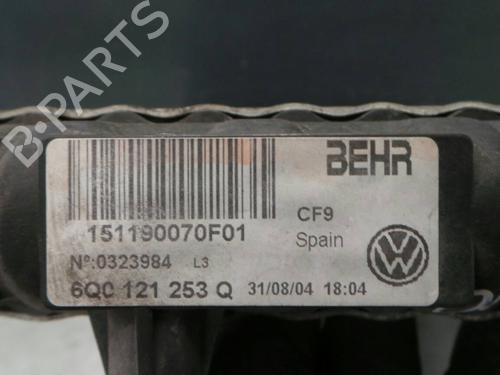 B-PARTS
BEHR
151190070F01
CF9
Spain
Nº:0323984 L3
6Q0 121 253 Q 31/08/04 18:04